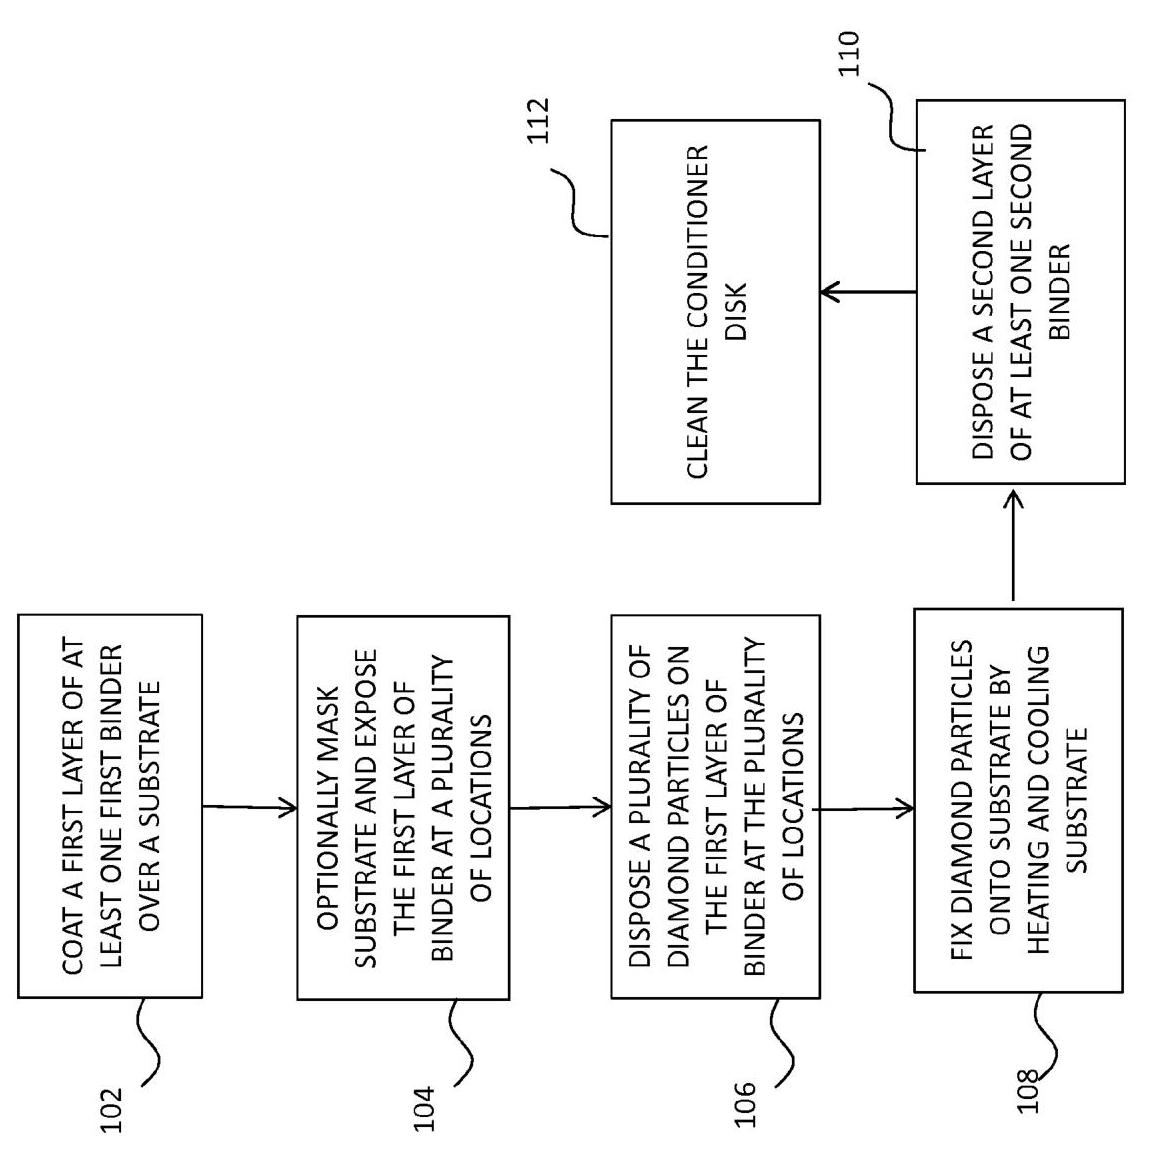 102
COAT A FIRST LAYER OF AT
LEAST ONE FIRST BINDER
OVER A SUBSTRATE
104
OPTIONALLY MASK
SUBSTRATE AND EXPOSE
THE FIRST LAYER OF
BINDER AT A PLURALITY
OF LOCATIONS
106
DISPOSE A PLURALITY OF
DIAMOND PARTICLES ON
THE FIRST LAYER OF
BINDER AT THE PLURALITY
OF LOCATIONS
108
FIX DIAMOND PARTICLES
ONTO SUBSTRATE BY
HEATING AND COOLING
SUBSTRATE
110
DISPOSE A SECOND LAYER
OF AT LEAST ONE SECOND
BINDER
112
CLEAN THE CONDITIONER
DISK